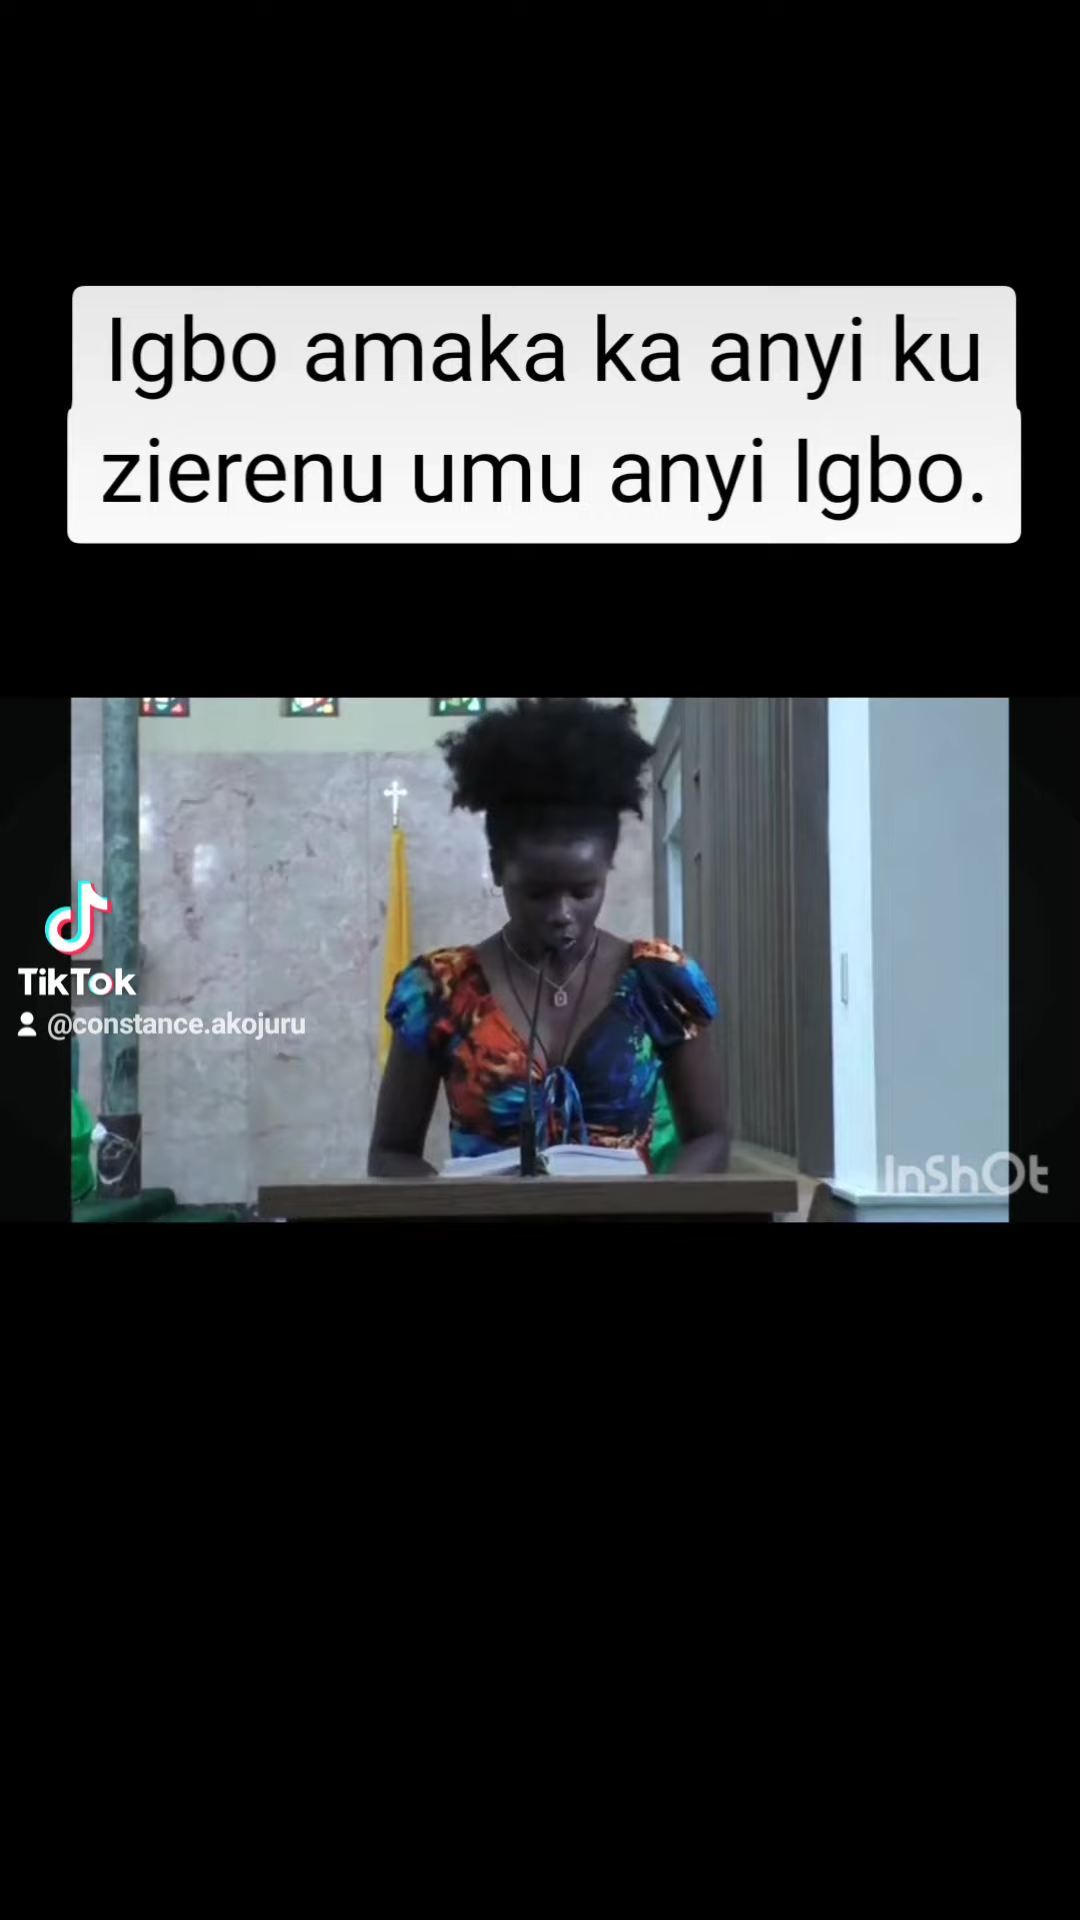 Igbo amaka ka anyi ku
zierenu umu anyi Igbo.
TikTok
@constance.akojuru
InShOt